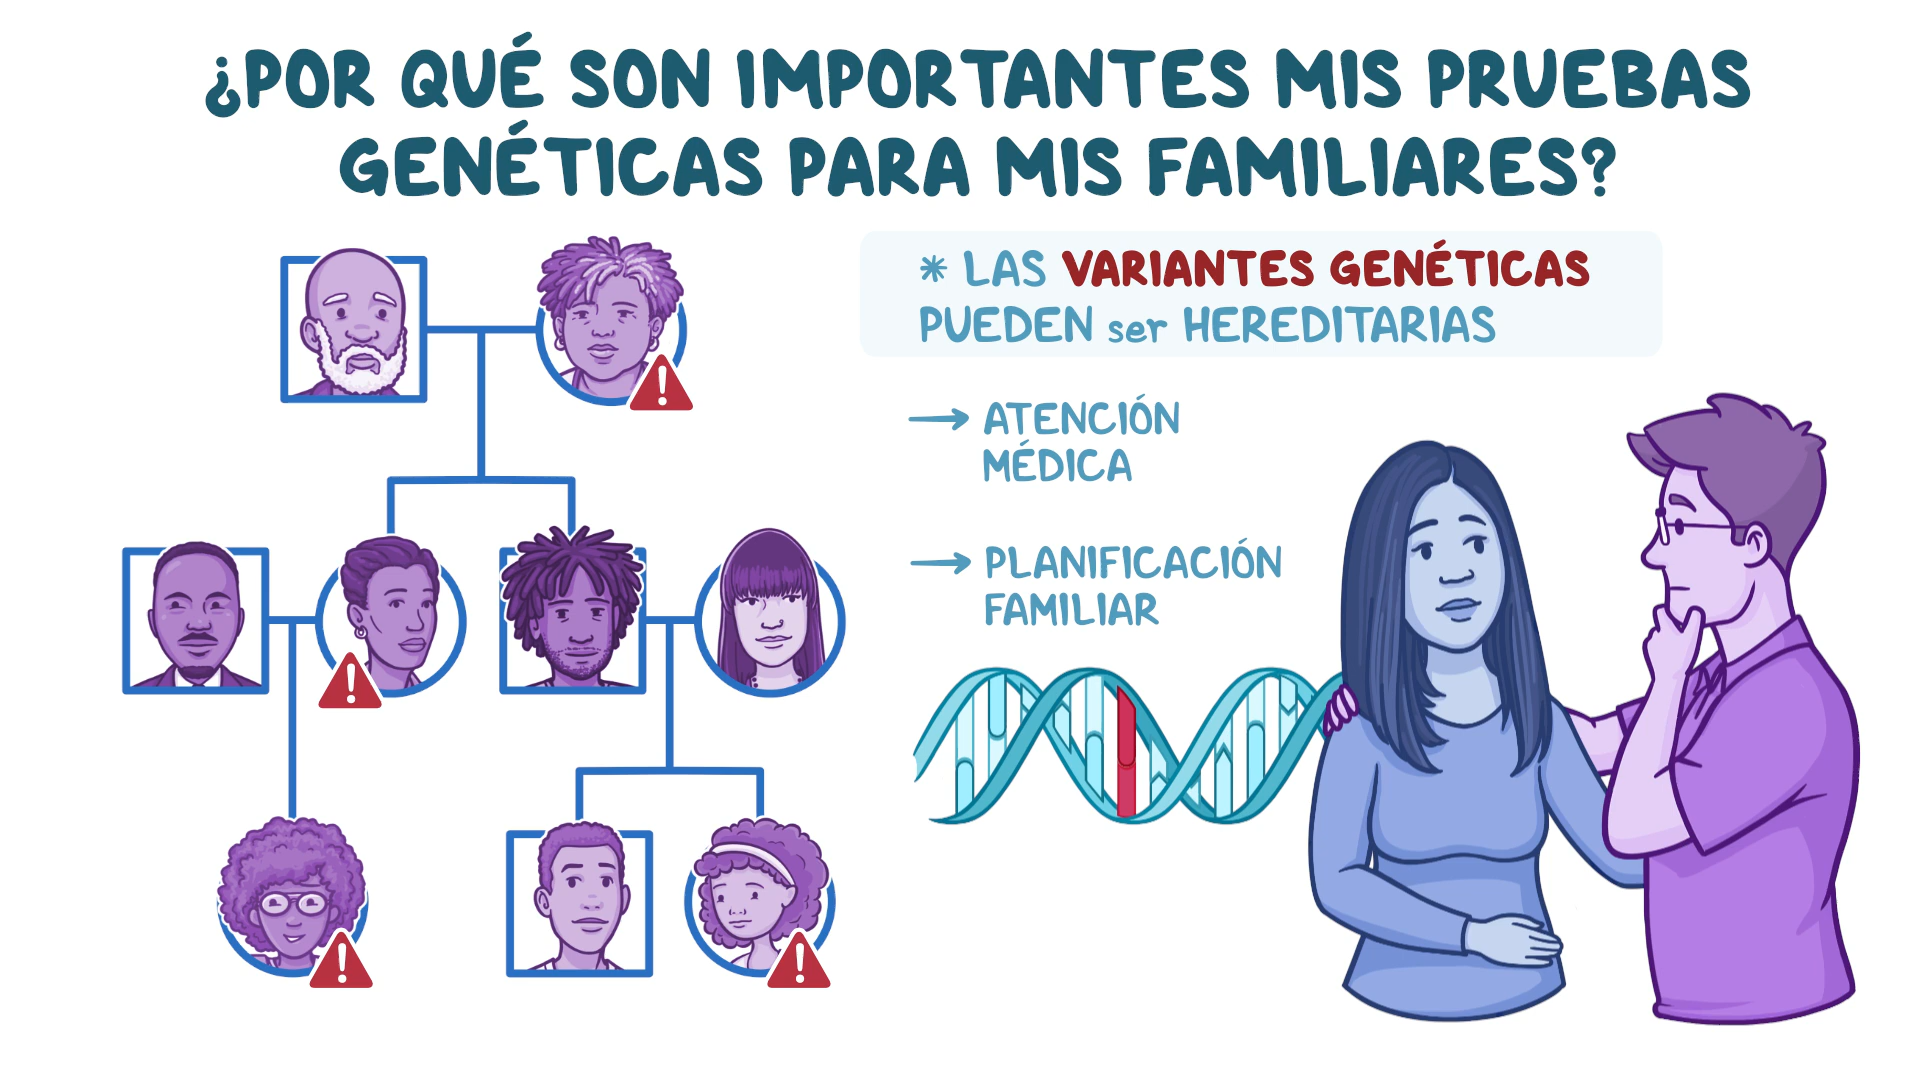 ¿POR QUÉ SON IMPORTANTES MIS PRUEBAS
GENÉTICAS PARA MIS FAMILIARES?
* LAS VARIANTES GENÉTICAS
PUEDEN ser HEREDITARIAS
→ ATENCIÓN
MÉDICA
→ PLANIFICACIÓN
FAMILIAR